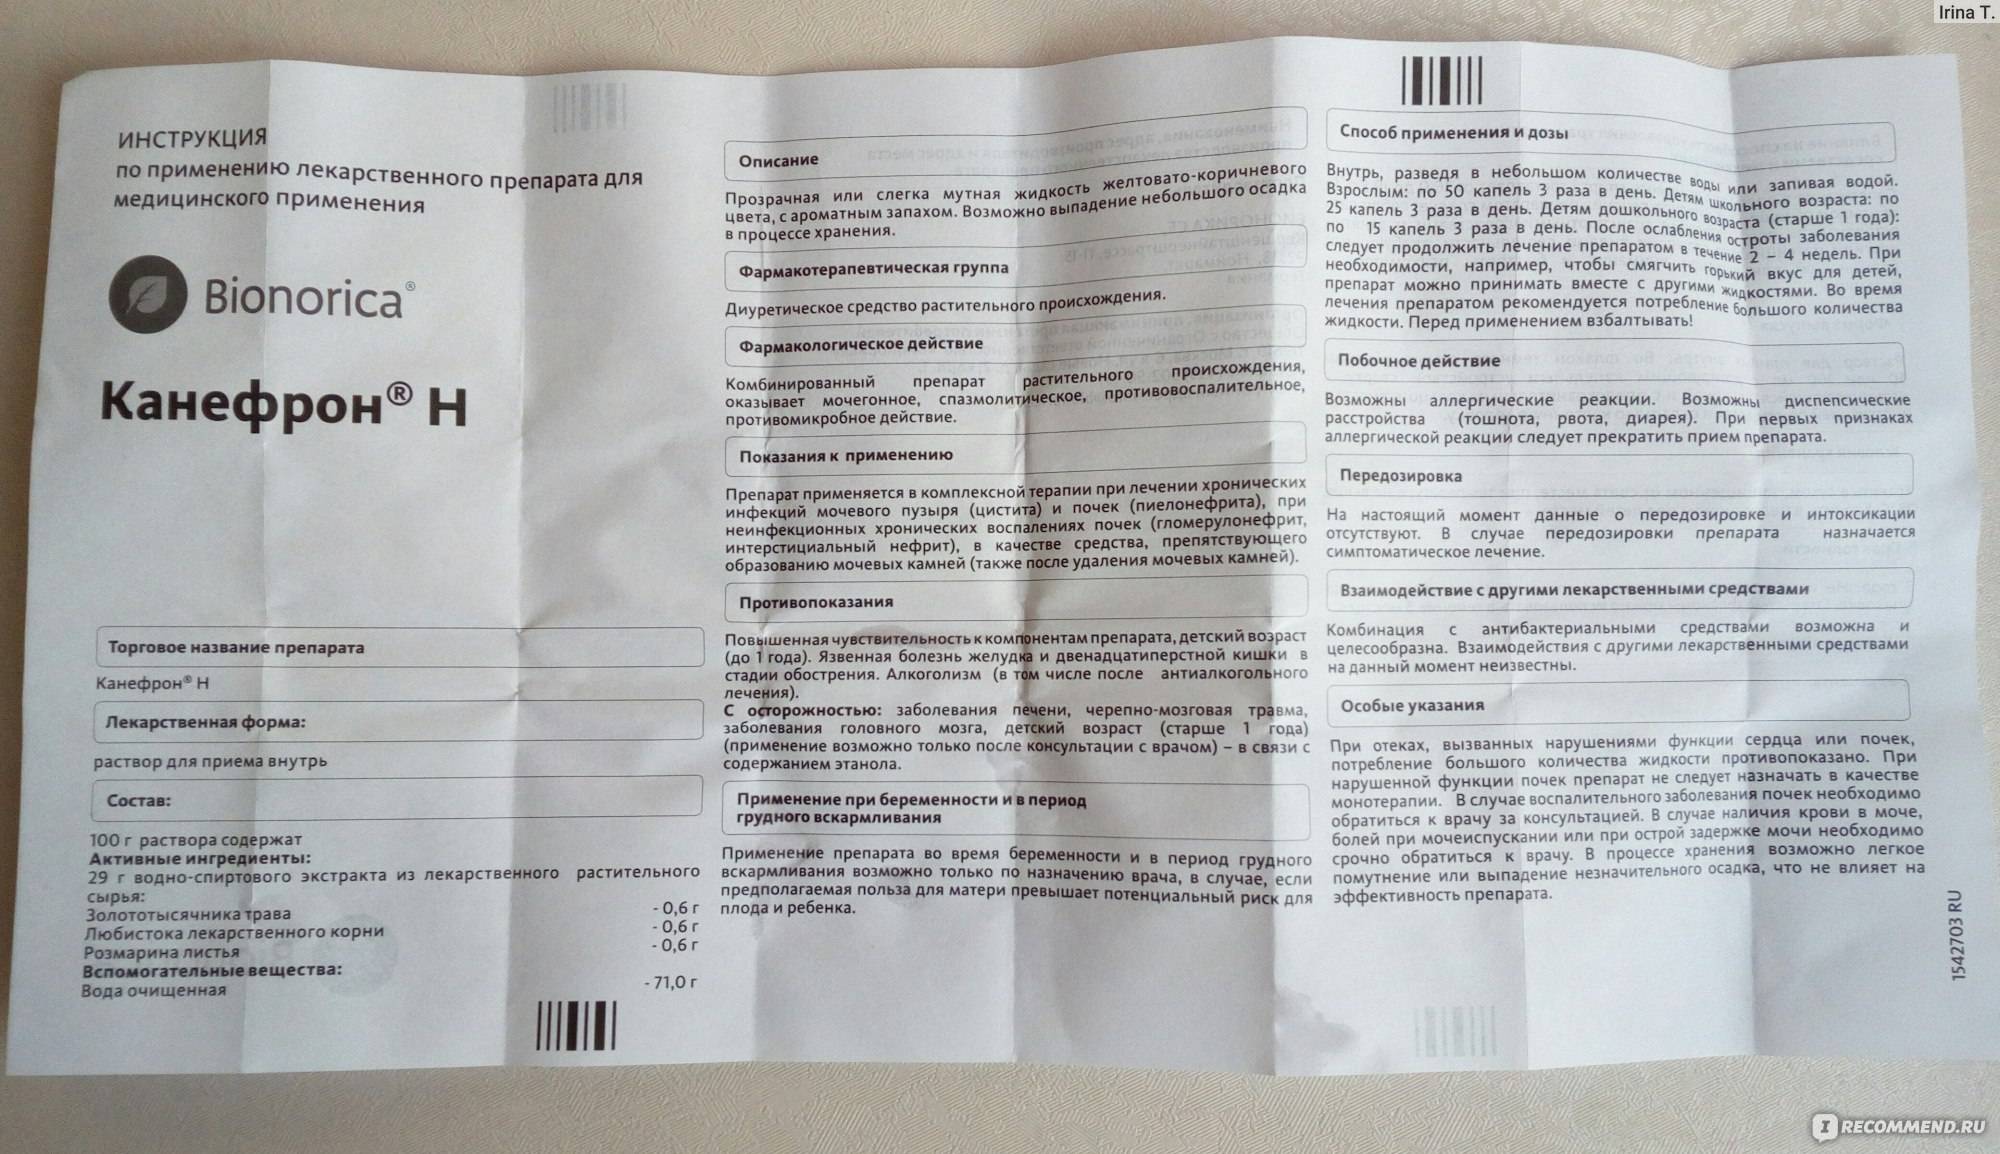 Irina T.
ИНСТРУКЦИЯ
по применению лекарственного препарата для
медицинского применения
Bionorica®
Канефрон® Н
Торговое название препарата
Канефрон® Н
Лекарственная форма:
раствор для приема внутрь
Состав:
100 г раствора содержат
Активные ингредиенты:
29 г водно-спиртового экстракта из лекарственного растительного
сырья:
Золототысячника трава - 0,6 г
Любистока лекарственного корни - 0,6 г
Розмарина листья - 0,6 г
Вспомогательные вещества:
Вода очищенная - 71,0 г
Описание
Прозрачная или слегка мутная жидкость желтовато-коричневого
цвета, с ароматным запахом. Возможно выпадение небольшого осадка
в процессе хранения.
Фармакотерапевтическая группа
Диуретическое средство растительного происхождения.
Фармакологическое действие
Комбинированный препарат растительного происхождения,
оказывает мочегонное, спазмолитическое, противовоспалительное,
противомикробное действие.
Показания к применению
Препарат применяется в комплексной терапии при лечении хронических
инфекций мочевого пузыря (цистита) и почек (пиелонефрита), при
неинфекционных хронических воспалениях почек (гломерулонефрит,
интерстициальный нефрит), в качестве средства, препятствующего
образованию мочевых камней (также после удаления мочевых камней).
Противопоказания
Повышенная чувствительность к компонентам препарата, детский возраст
(до 1 года). Язвенная болезнь желудка и двенадцатиперстной кишки в
стадии обострения. Алкоголизм (в том числе после антиалкогольного
лечения).
С осторожностью: заболевания печени, черепно-мозговая травма,
заболевания головного мозга, детский возраст (старше 1 года)
(применение возможно только после консультации с врачом) – в связи с
содержанием этанола.
Применение при беременности и в период
грудного вскармливания
Применение препарата во время беременности и в период грудного
вскармливания возможно только по назначению врача, в случае, если
предполагаемая польза для матери превышает потенциальный риск для
плода и ребенка.
Способ применения и дозы
Внутрь, разведя в небольшом количестве воды или запивая водой.
Взрослым: по 50 капель 3 раза в день. Детям школьного возраста: по
25 капель 3 раза в день. Детям дошкольного возраста (старше 1 года):
по 15 капель 3 раза в день. После ослабления остроты заболевания
следует продолжить лечение препаратом в течение 2 – 4 недель. При
необходимости, например, чтобы смягчить горький вкус для детей,
препарат можно принимать вместе с другими жидкостями. Во время
лечения препаратом рекомендуется потребление большого количества
жидкости. Перед применением взбалтывать!
Побочное действие
Возможны аллергические реакции. Возможны диспепсические
расстройства (тошнота, рвота, диарея). При первых признаках
аллергической реакции следует прекратить прием препарата.
Передозировка
На настоящий момент данные о передозировке и интоксикации
отсутствуют. В случае передозировки препарата назначается
симптоматическое лечение.
Взаимодействие с другими лекарственными средствами
Комбинация с антибактериальными средствами возможна и
целесообразна. Взаимодействия с другими лекарственными средствами
на данный момент неизвестны.
Особые указания
При отеках, вызванных нарушениями функции сердца или почек,
потребление большого количества жидкости противопоказано. При
нарушенной функции почек препарат не следует назначать в качестве
монотерапии. В случае воспалительного заболевания почек необходимо
обратиться к врачу за консультацией. В случае наличия крови в моче,
болей при мочеиспускании или при острой задержке мочи необходимо
срочно обратиться к врачу. В процессе хранения возможно легкое
помутнение или выпадение незначительного осадка, что не влияет на
эффективность препарата.
1542703 RU
IRECOMMEND.RU